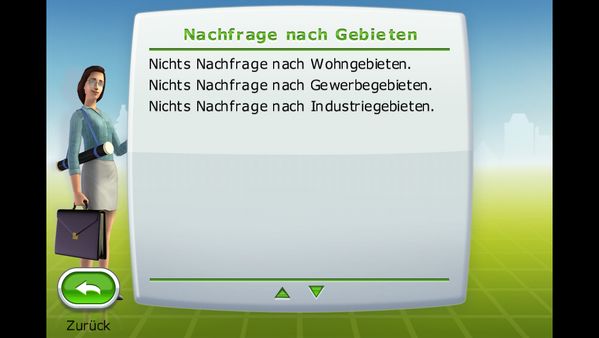 Nachfrage nach Gebieten
Nichts Nachfrage nach Wohngebieten.
Nichts Nachfrage nach Gewerbegebieten.
Nichts Nachfrage nach Industriegebieten.
Zurück